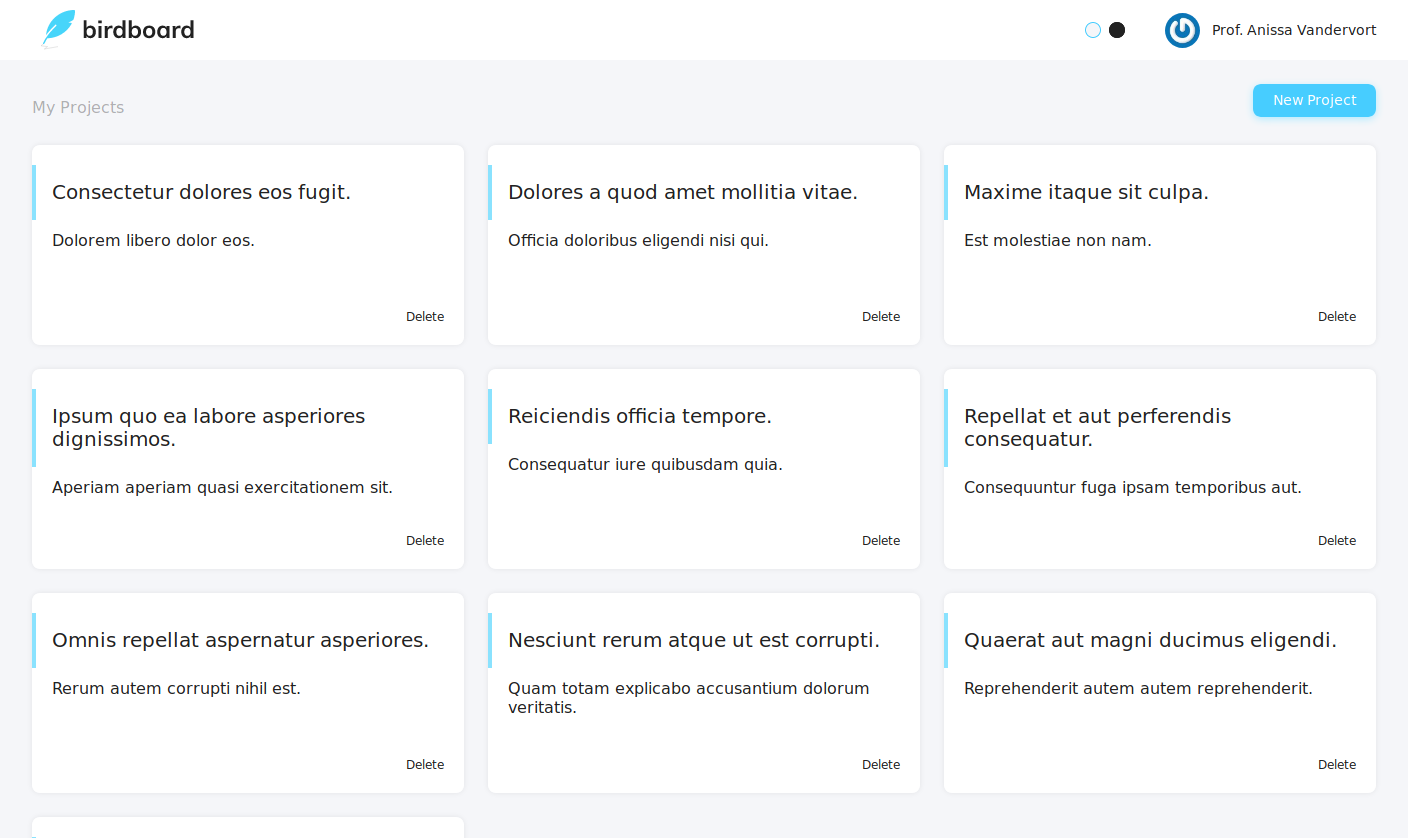 birdboard
Prof. Anissa Vandervort
My Projects
New Project
Consectetur dolores eos fugit.
Dolorem libero dolor eos.
Delete
Dolores a quod amet mollitia vitae.
Officia doloribus eligendi nisi qui.
Delete
Maxime itaque sit culpa.
Est molestiae non nam.
Delete
Ipsum quo ea labore asperiores
dignissimos.
Aperiam aperiam quasi exercitationem sit.
Delete
Reiciendis officia tempore.
Consequatur iure quibusdam quia.
Delete
Repellat et aut perferendis
consequatur.
Consequuntur fuga ipsam temporibus aut.
Delete
Omnis repellat aspernatur asperiores.
Rerum autem corrupti nihil est.
Delete
Nesciunt rerum atque ut est corrupti.
Quam totam explicabo accusantium dolorum
veritatis.
Delete
Quaerat aut magni ducimus eligendi.
Reprehenderit autem autem reprehenderit.
Delete